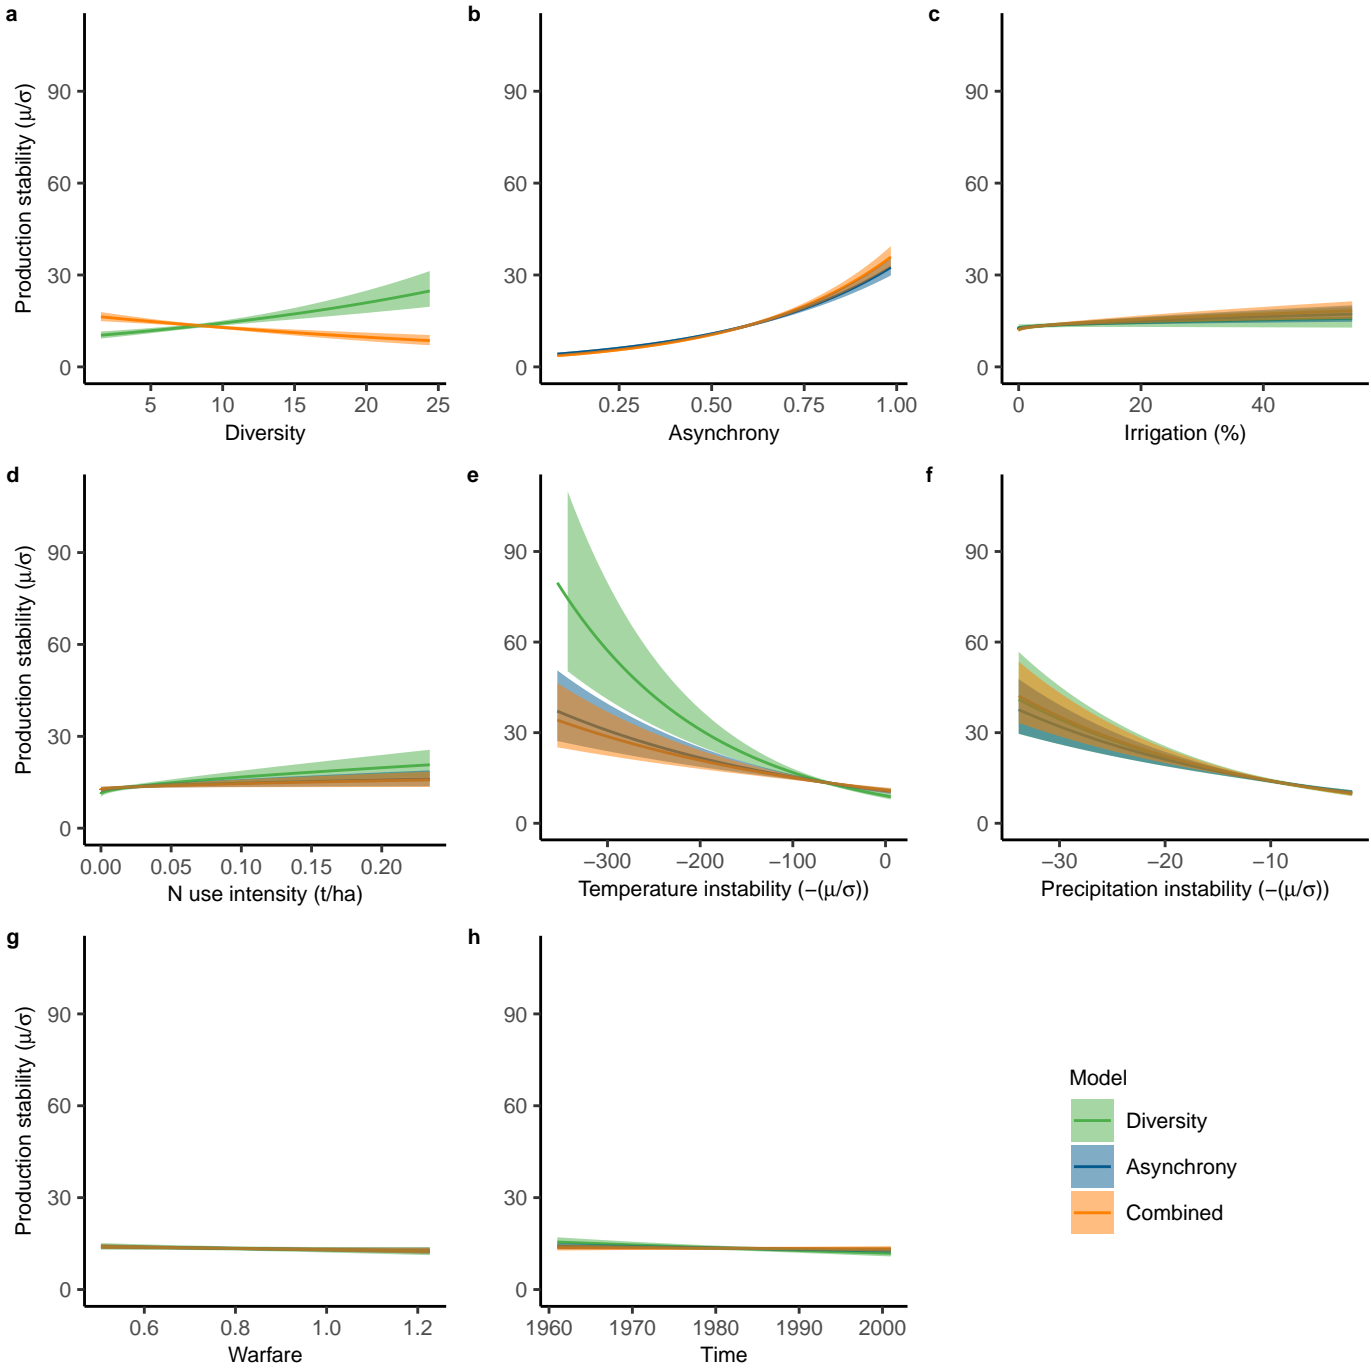 a
b
c
Production stability (μ/σ)
90
60
30
0
5
10
15
20
25
Diversity
90
60
30
0
0.25
0.50
0.75
1.00
Asynchrony
90
60
30
0
0
20
40
Irrigation (%)
d
e
f
Production stability (μ/σ)
90
60
30
0
0.00
0.05
0.10
0.15
0.20
N use intensity (t/ha)
90
60
30
0
−300
−200
−100
0
Temperature instability (−(μ/σ))
90
60
30
0
−30
−20
−10
Precipitation instability (−(μ/σ))
g
h
Production stability (μ/σ)
90
60
30
0
0.6
0.8
1.0
1.2
Warfare
90
60
30
0
1960
1970
1980
1990
2000
Time
Model
Diversity
Asynchrony
Combined